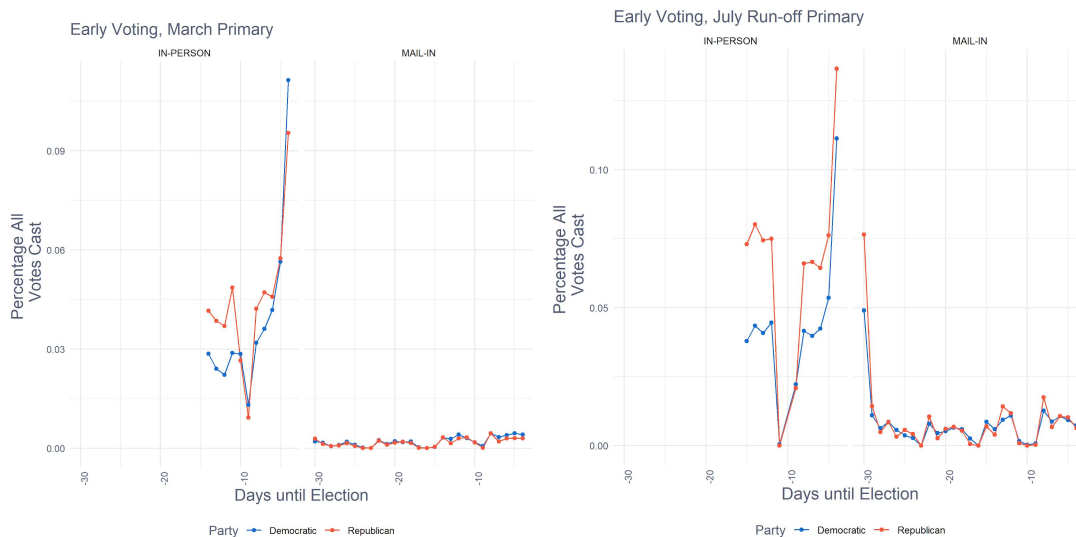 Early Voting, March Primary
IN-PERSON
MAIL-IN
Percentage All
Votes Cast
0.09
0.06
0.03
0.00
-30
-20
-10
-30
-20
-10
Days until Election
Party
Democratic
Republican
Early Voting, July Run-off Primary
IN-PERSON
MAIL-IN
Percentage All
Votes Cast
0.10
0.05
0.00
-30
-20
-10
-30
-20
-10
Days until Election
Party
Democratic
Republican